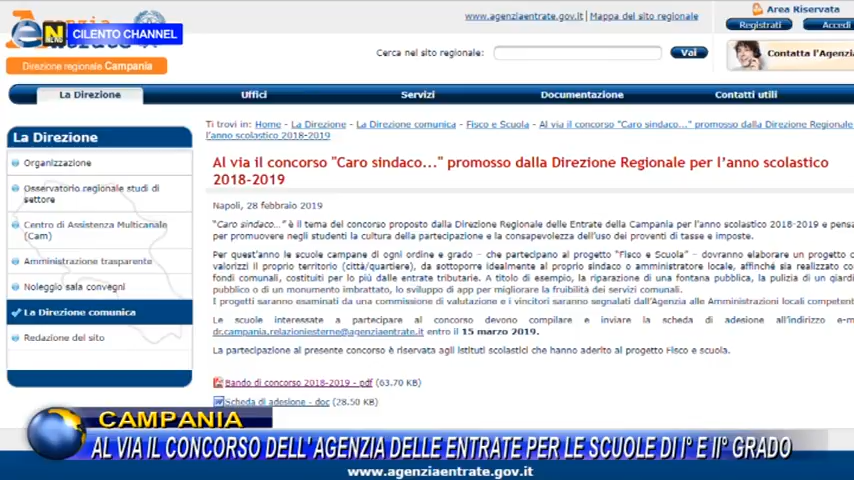 www.agenziaentrate.gov.it | Mappa del sito regionale
Area Riservata
Registrati
Accedi
CILENTO CHANNEL
Direzione regionale Campania
Cerca nel sito regionale:
Vai
Contatta l'Agenzia
La Direzione
Uffici
Servizi
Documentazione
Contatti utili
Ti trovi in: Home - La Direzione - La Direzione comunica - Fisco e Scuola - Al via il concorso "Caro sindaco..." promosso dalla Direzione Regionale
l'anno scolastico 2018-2019
La Direzione
Organizzazione
Osservatorio regionale studi di
settore
Centro di Assistenza Multicanale
(Cam)
Amministrazione trasparente
Noleggio sala convegni
La Direzione comunica
Redazione del sito
Al via il concorso "Caro sindaco..." promosso dalla Direzione Regionale per l'anno scolastico
2018-2019
Napoli, 28 febbraio 2019
"Caro sindaco..." è il tema del concorso proposto dalla Direzione Regionale delle Entrate della Campania per l'anno scolastico 2018-2019 e pensa
per promuovere negli studenti la cultura della partecipazione e la consapevolezza dell'uso dei proventi di tasse e imposte.
Per quest'anno le scuole campane di ogni ordine e grado - che partecipano al progetto "Fisco e Scuola" - dovranno elaborare un progetto c
valorizzi il proprio territorio (città/quartiere), da sottoporre idealmente al proprio sindaco o amministratore locale, affinché sia realizzato co
fondi comunali, costituiti per lo più dalle entrate tributarie. A titolo di esempio, la riparazione di una fontana pubblica, la pulizia di un giardi
pubblico o di un monumento imbrattato, lo sviluppo di app per migliorare la fruibilità dei servizi comunali.
I progetti saranno esaminati da una commissione di valutazione e i vincitori saranno segnalati dall'Agenzia alle Amministrazioni locali competent
Le scuole interessate a partecipare al concorso devono compilare e inviare la scheda di adesione all'indirizzo e-m
dr.campania.relazioniesterne@agenziaentrate.it entro il 15 marzo 2019.
La partecipazione al presente concorso è riservata agli istituti scolastici che hanno aderito al progetto Fisco e scuola.
Bando di concorso 2018-2019 - pdf (63.70 KB)
Scheda di adesione - doc (28.50 KB)
CAMPANIA
AL VIA IL CONCORSO DELL'AGENZIA DELLE ENTRATE PER LE SCUOLE DI I° E II° GRADO
www.agenziaentrate.gov.it